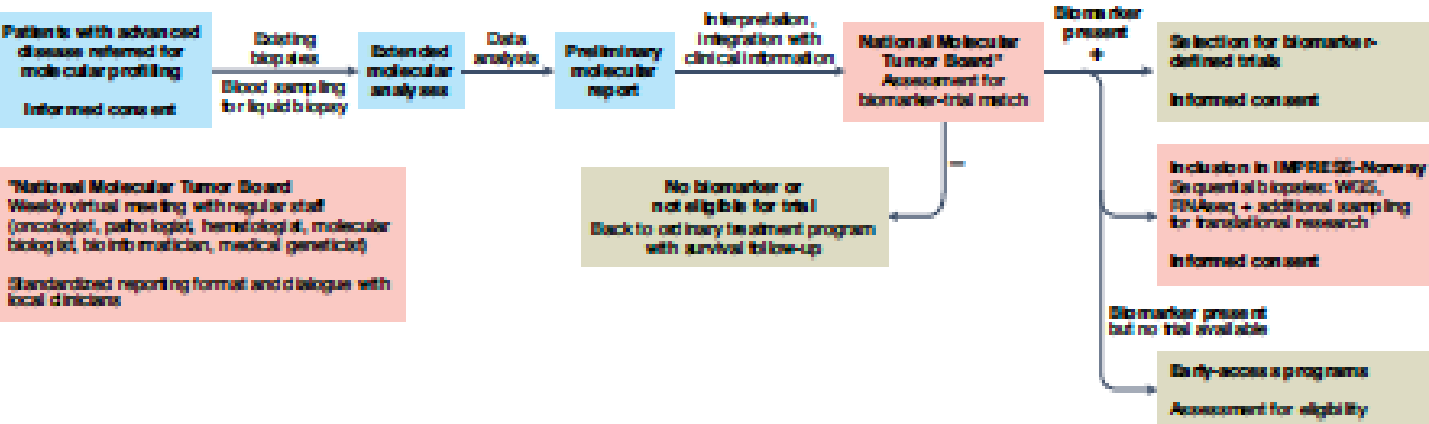 Patients with advanced
disease referred for
molecular profiling
Informed consent
Existing
biopsies
Blood sampling
for liquid biopsy
Extended
molecular
analyses
Data
analysis
Preliminary
molecular
report
Interpretation,
integration with
clinical information
National Molecular
Tumor Board*
Assessment for
biomarker-trial match
Biomarker
present
+
Selection for biomarker-
defined trials
Informed consent
–
*National Molecular Tumor Board
Weekly virtual meeting with regular staff
(oncologist, pathologist, hematologist, molecular
biologist, bioinformatician, medical geneticist)
Standardized reporting format and dialogue with
local clinicians
No biomarker or
not eligible for trial
Back to ordinary treatment program
with survival follow-up
Inclusion in IMPRESS-Norway
Sequential biopsies: WGS,
RNAseq + additional sampling
for translational research
Informed consent
Biomarker present
but no trial available
Early-access programs
Assessment for eligibility